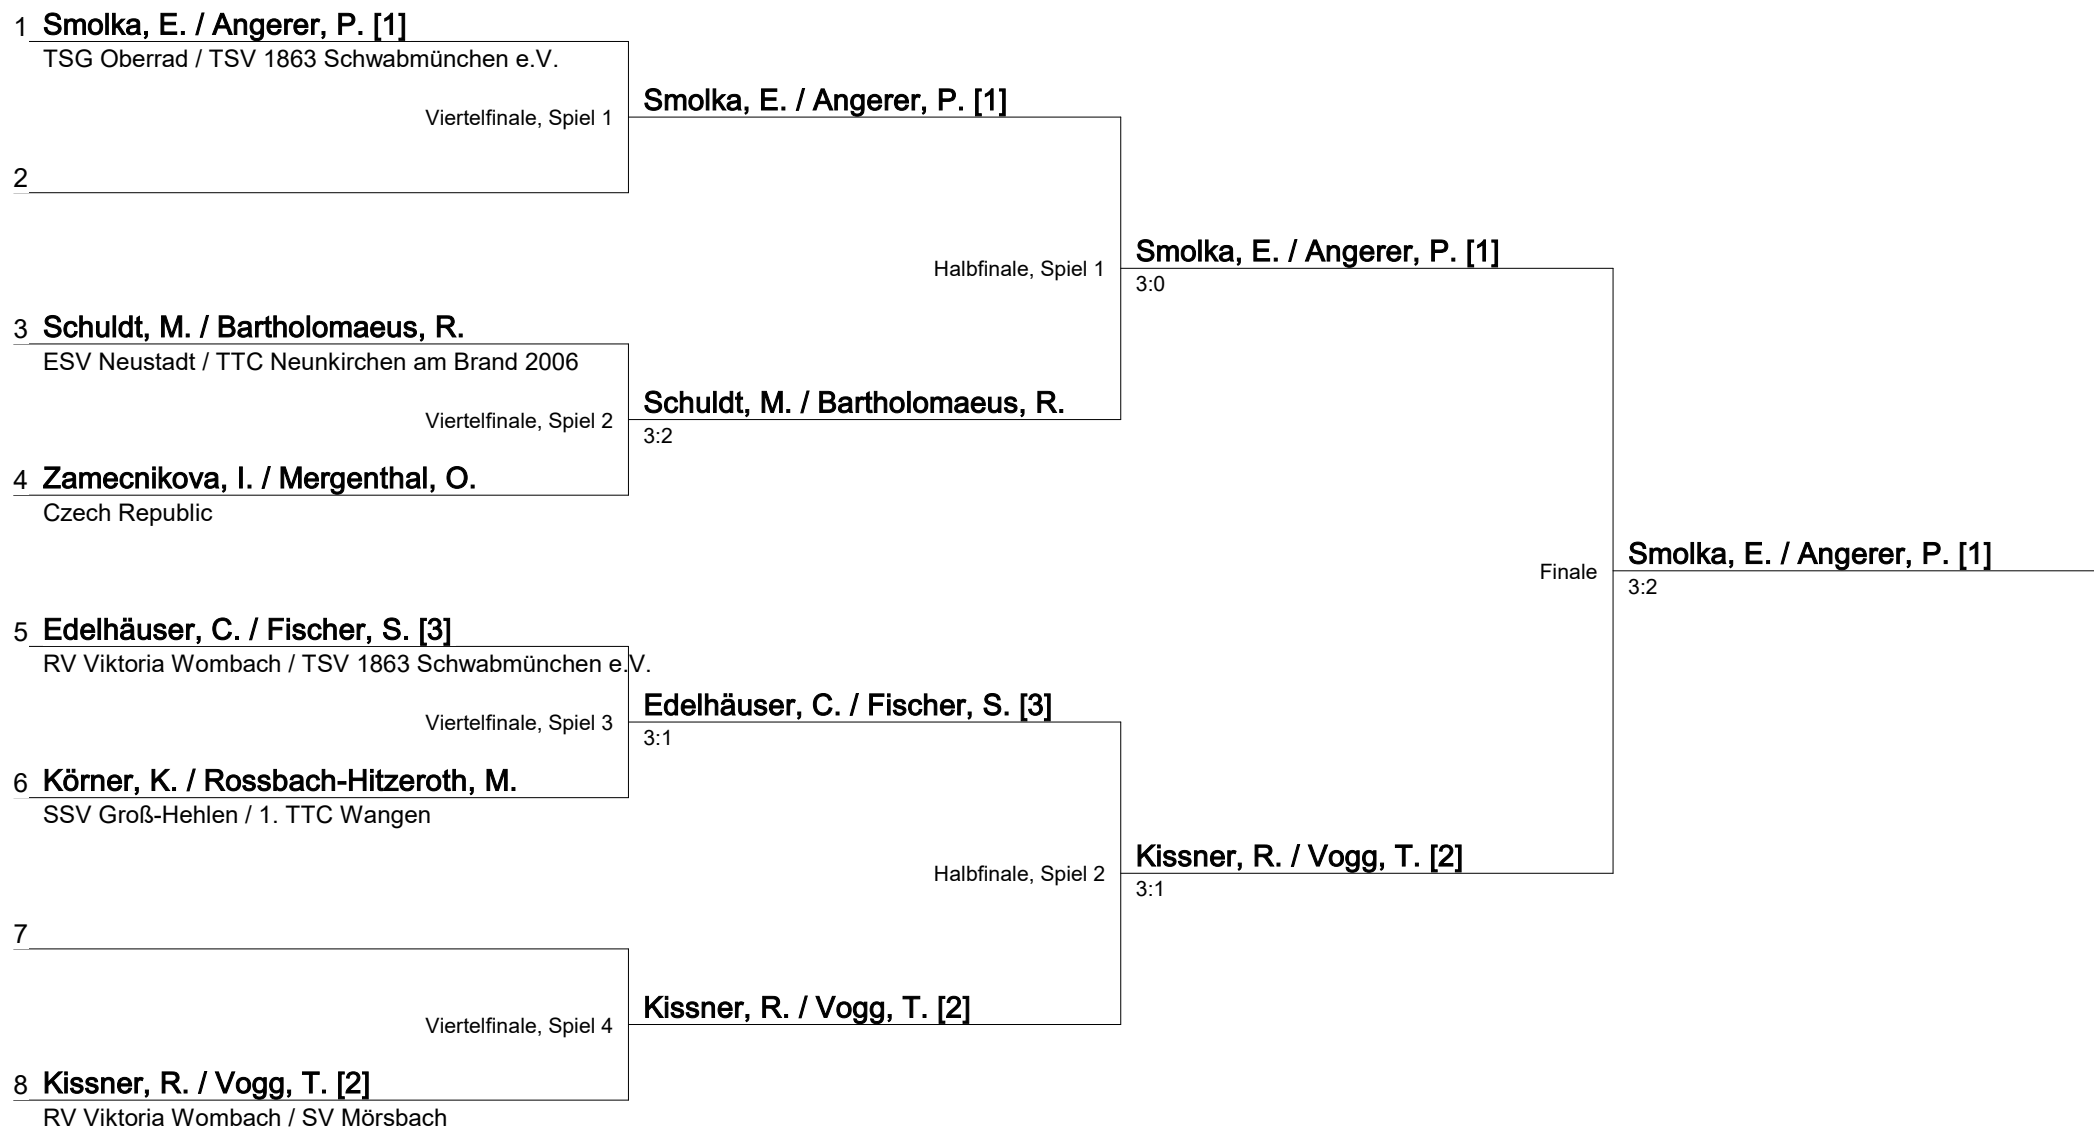 1 Smolka, E. / Angerer, P. [1]
TSG Oberrad / TSV 1863 Schwabmünchen e.V.
Viertelfinale, Spiel 1
Smolka, E. / Angerer, P. [1]
2
Halbfinale, Spiel 1
Smolka, E. / Angerer, P. [1]
3:0
3 Schuldt, M. / Bartholomaeus, R.
ESV Neustadt / TTC Neunkirchen am Brand 2006
Viertelfinale, Spiel 2
Schuldt, M. / Bartholomaeus, R.
3:2
4 Zamecnikova, I. / Mergenthal, O.
Czech Republic
Finale
Smolka, E. / Angerer, P. [1]
3:2
5 Edelhäuser, C. / Fischer, S. [3]
RV Viktoria Wombach / TSV 1863 Schwabmünchen e.V.
Viertelfinale, Spiel 3
Edelhäuser, C. / Fischer, S. [3]
3:1
6 Körner, K. / Rossbach-Hitzeroth, M.
SSV Groß-Hehlen / 1. TTC Wangen
Halbfinale, Spiel 2
Kissner, R. / Vogg, T. [2]
3:1
7
Viertelfinale, Spiel 4
Kissner, R. / Vogg, T. [2]
8 Kissner, R. / Vogg, T. [2]
RV Viktoria Wombach / SV Mörsbach